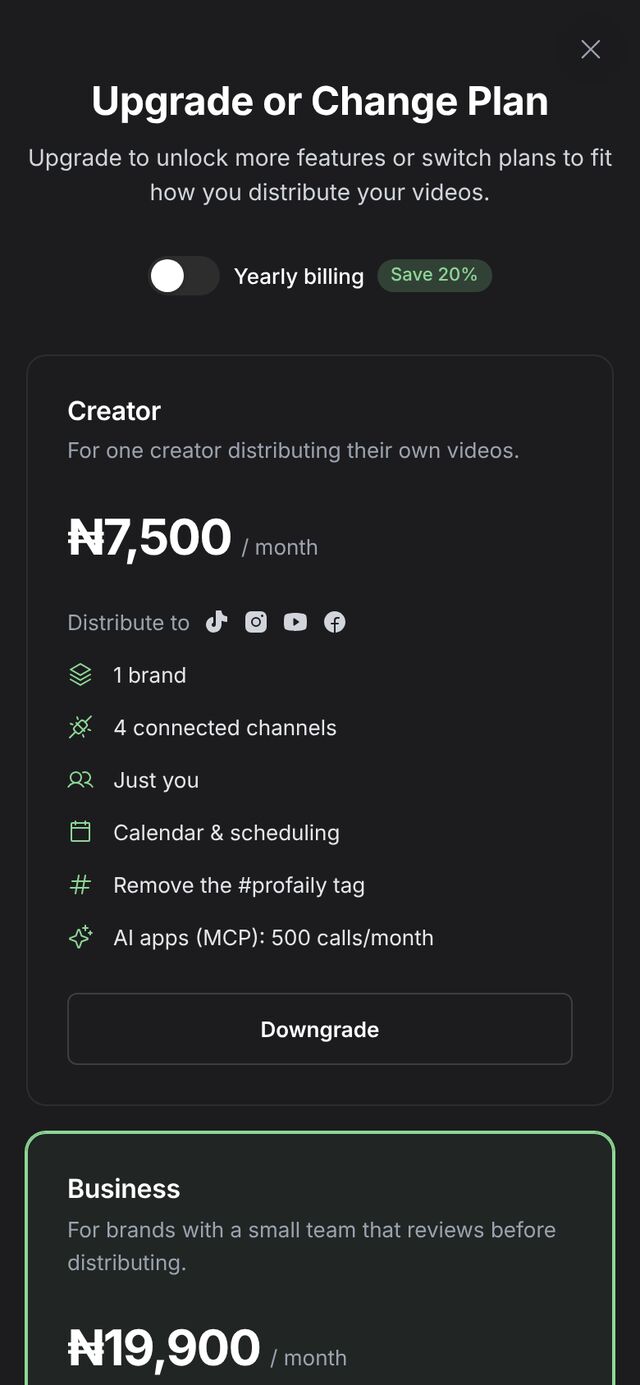 Upgrade or Change Plan
Upgrade to unlock more features or switch plans to fit
how you distribute your videos.
Yearly billing
Save 20%
Creator
For one creator distributing their own videos.
₦7,500 / month
Distribute to
1 brand
4 connected channels
Just you
Calendar & scheduling
Remove the #profaily tag
AI apps (MCP): 500 calls/month
Downgrade
Business
For brands with a small team that reviews before
distributing.
₦19,900 / month